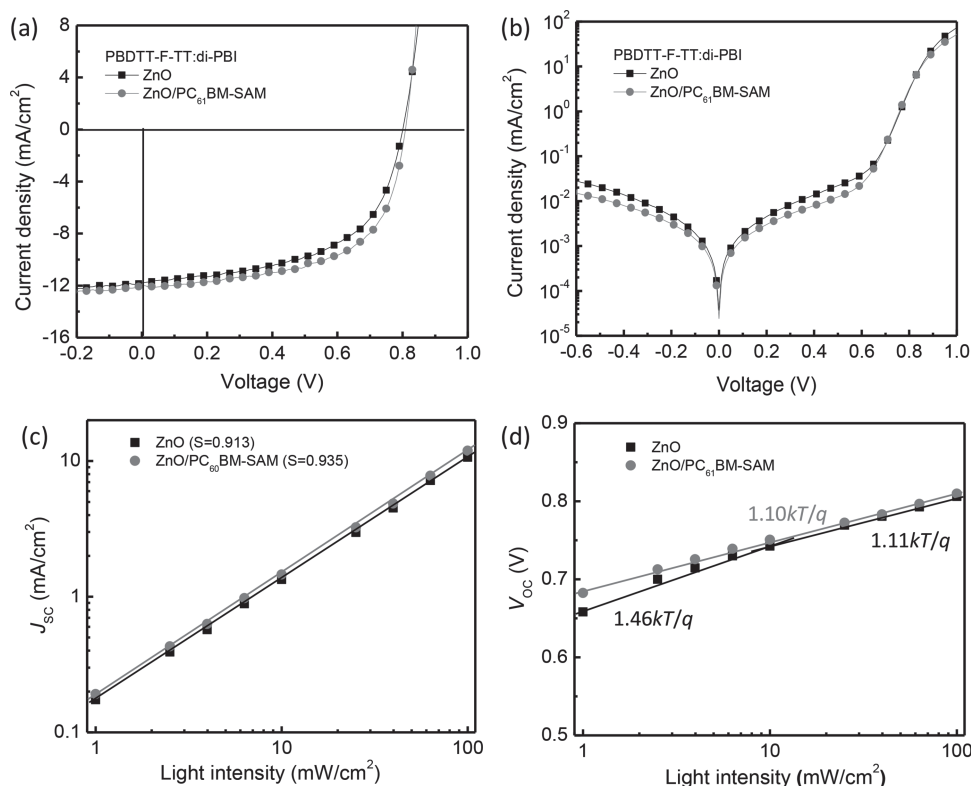 (a)
PBDTT-F-TT:di-PBI
ZnO
ZnO/PC₆₁BM-SAM
Current density (mA/cm²)
8
4
0
-4
-8
-12
-16
-0.2 0.0 0.2 0.4 0.6 0.8 1.0
Voltage (V)
(b)
PBDTT-F-TT:di-PBI
ZnO
ZnO/PC₆₁BM-SAM
Current density (mA/cm²)
10²
10¹
10⁰
10⁻¹
10⁻²
10⁻³
10⁻⁴
10⁻⁵
-0.6 -0.4 -0.2 0.0 0.2 0.4 0.6 0.8 1.0
Voltage (V)
(c)
ZnO (S=0.913)
ZnO/PC₆₀BM-SAM (S=0.935)
J_SC (mA/cm²)
10
1
0.1
1 10 100
Light intensity (mW/cm²)
(d)
ZnO
ZnO/PC₆₁BM-SAM
1.10kT/q
1.11kT/q
1.46kT/q
V_OC (V)
0.9
0.8
0.7
0.6
0.5
1 10 100
Light intensity (mW/cm²)